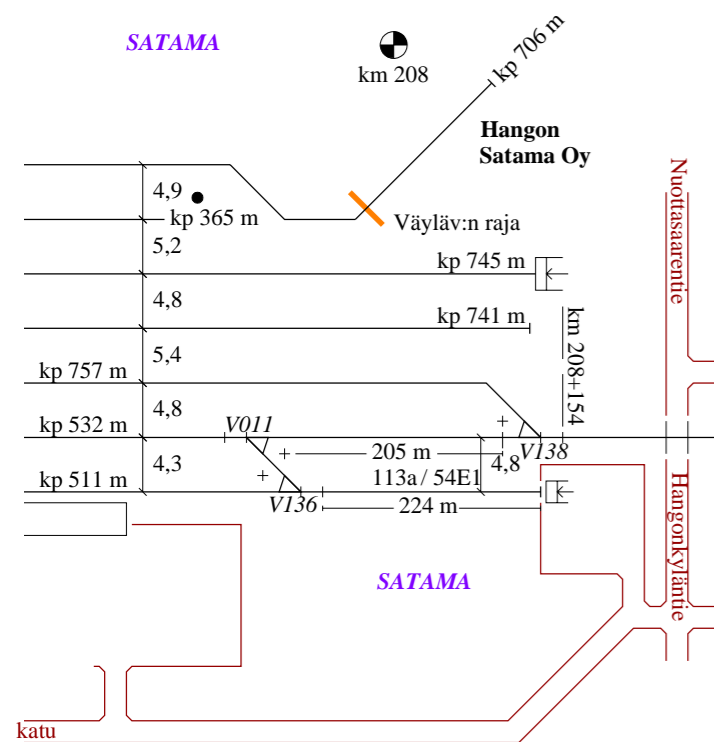 SATAMA
km 208
kp 706 m
Hangon
Satama Oy
4,9
kp 365 m
Väyläv:n raja
Nuottasaarentie
5,2
kp 745 m
4,8
kp 741 m
km 208+154
5,4
kp 757 m
4,8
kp 532 m
V011
+
+
205 m
4,8
V138
4,3
+
kp 511 m
113a / 54E1
V136
224 m
Hangonkyläntie
SATAMA
katu